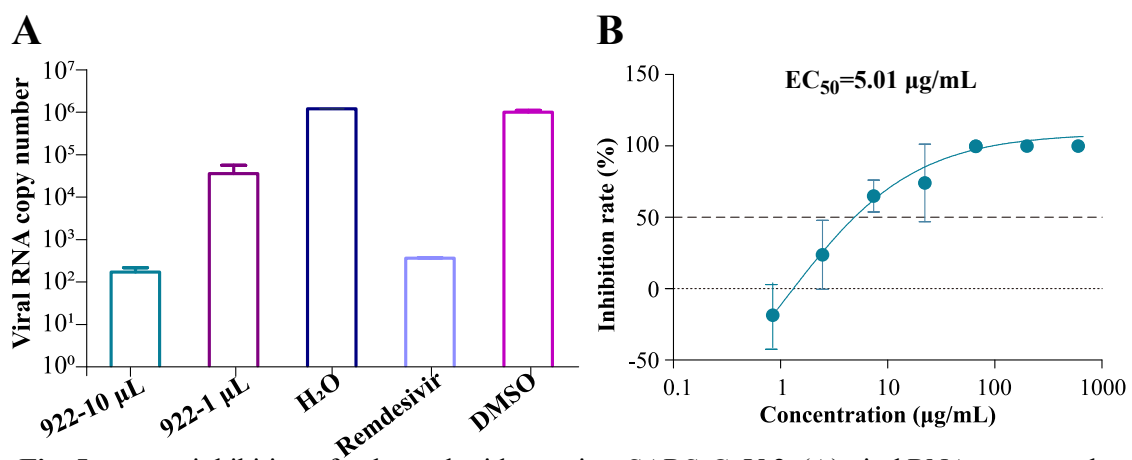 A
Viral RNA copy number
10⁷
10⁶
10⁵
10⁴
10³
10²
10¹
10⁰
922-10 μL
922-1 μL
H₂O
Remdesivir
DMSO
B
EC₅₀=5.01 μg/mL
Inhibition rate (%)
150
100
50
0
-50
0.1
1
10
100
1000
Concentration (μg/mL)